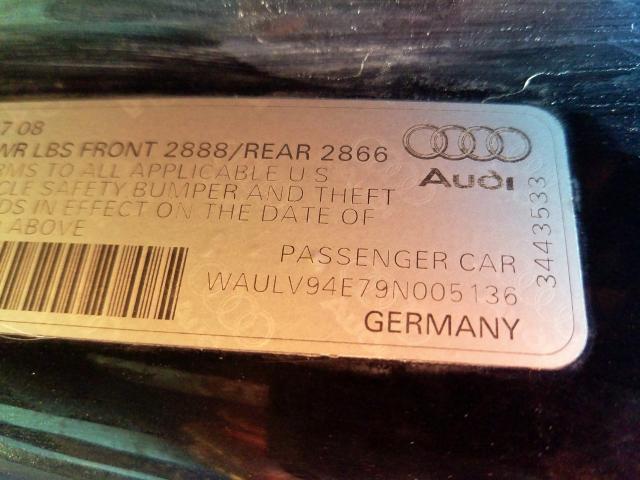 7 08
WR LBS FRONT 2888/REAR 2866
RMS TO ALL APPLICABLE U S
CLE SAFETY BUMPER AND THEFT
DS IN EFFECT ON THE DATE OF
ABOVE
Audi
3443533
PASSENGER CAR
WAULV94E79N005136
GERMANY